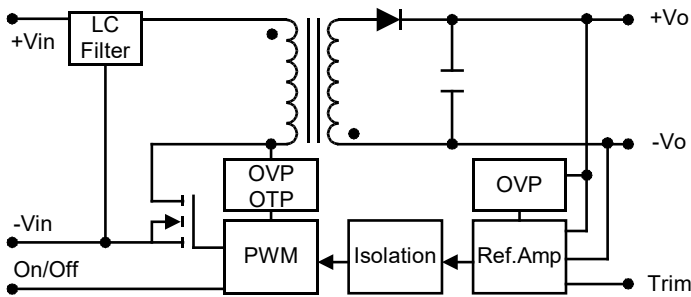 +Vin
LC
Filter
+Vo
-Vo
OVP
OTP
OVP
-Vin
PWM
Isolation
Ref.Amp
On/Off
Trim